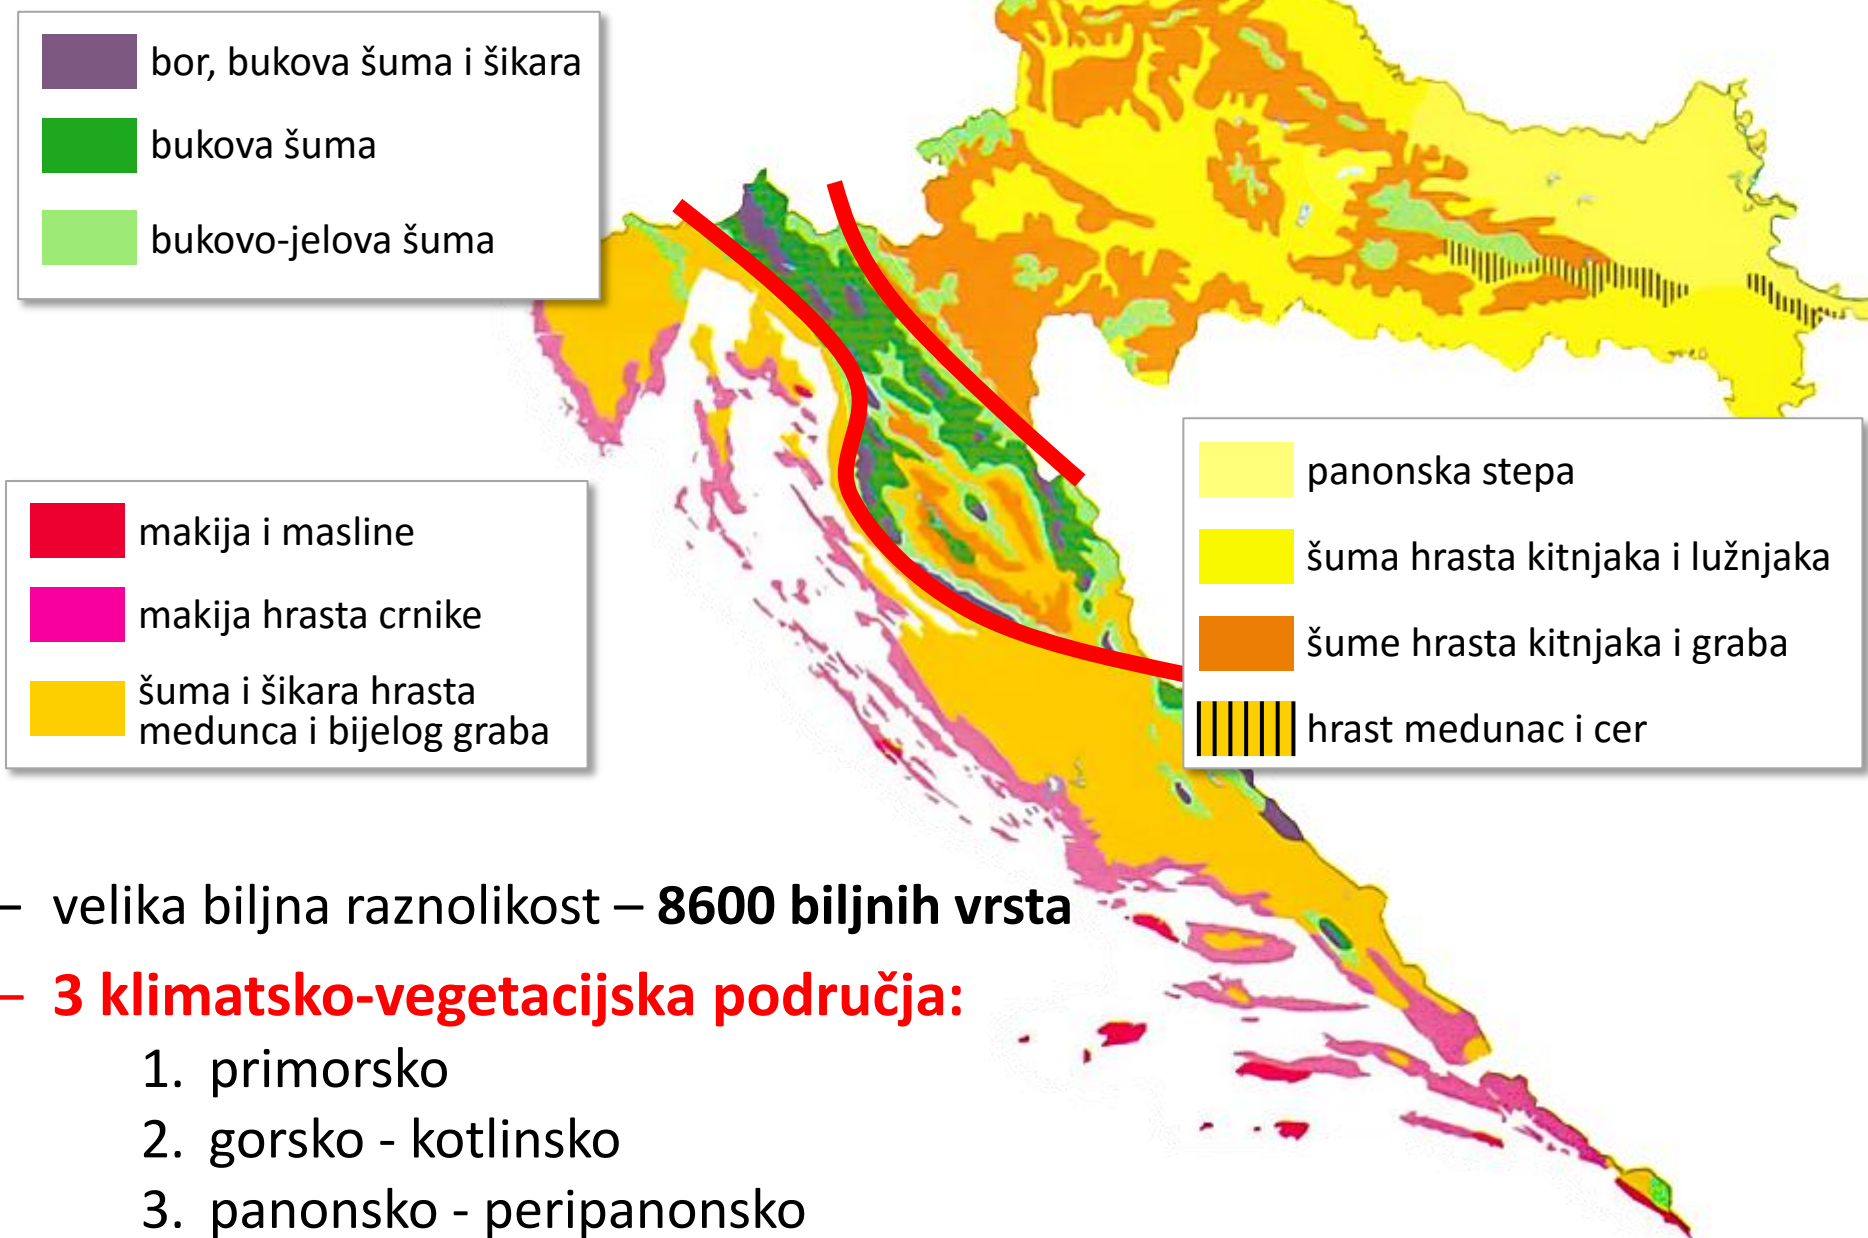 bor, bukova šuma i šikara
bukova šuma
bukovo-jelova šuma
makija i masline
makija hrasta crnike
šuma i šikara hrasta
medunca i bijelog graba
panonska stepa
šuma hrasta kitnjaka i lužnjaka
šume hrasta kitnjaka i graba
hrast medunac i cer
– velika biljna raznolikost – 8600 biljnih vrsta
– 3 klimatsko-vegetacijska područja:
1. primorsko
2. gorsko - kotlinsko
3. panonsko - peripanonsko